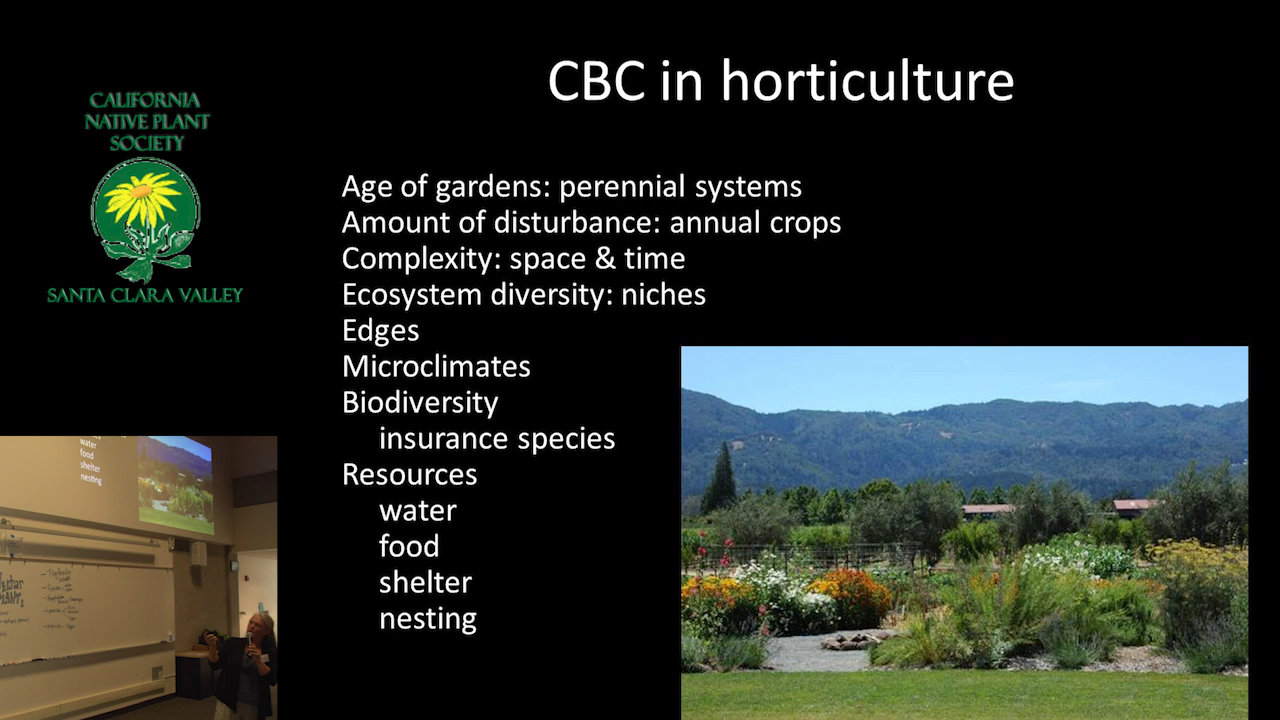 CBC in horticulture
CALIFORNIA
NATIVE PLANT
SOCIETY
SANTA CLARA VALLEY
Age of gardens: perennial systems
Amount of disturbance: annual crops
Complexity: space & time
Ecosystem diversity: niches
Edges
Microclimates
Biodiversity
insurance species
Resources
water
food
shelter
nesting
water
food
shelter
nesting